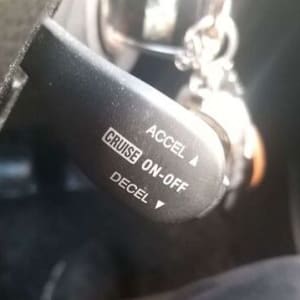 ACCEL ▲
CRUISE ON-OFF
DECEL ▼